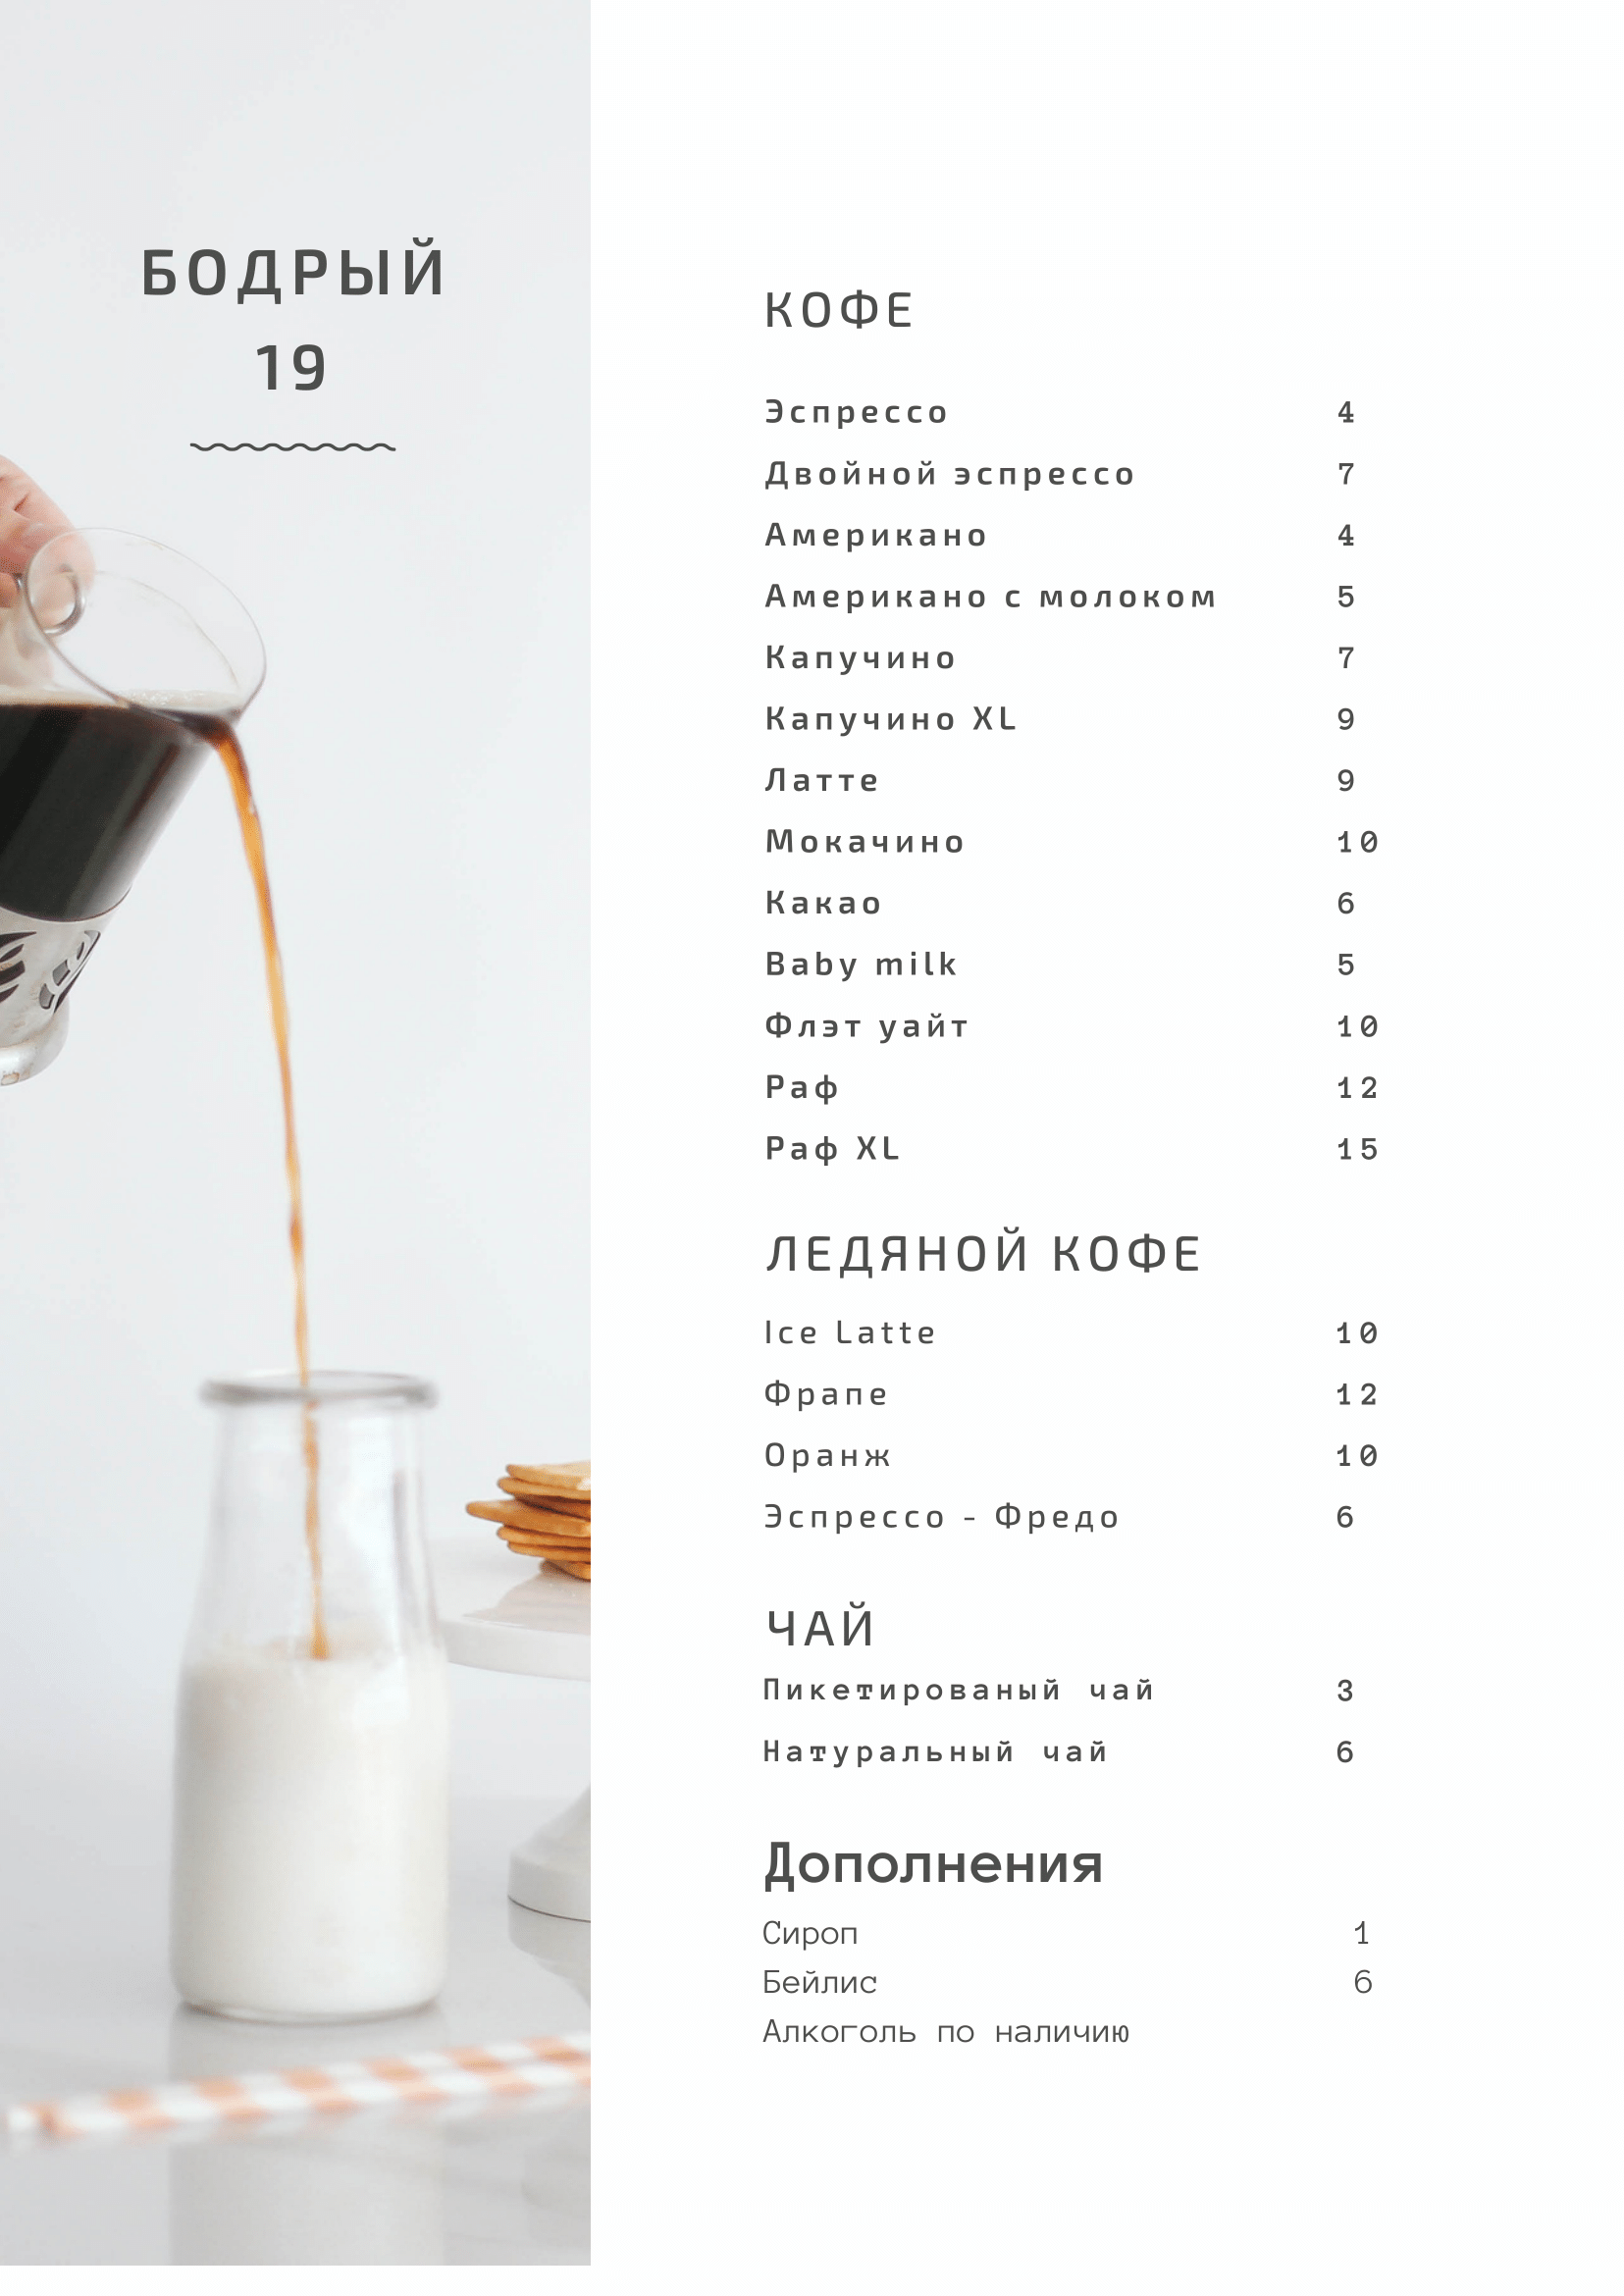 БОДРЫЙ
19
КОФЕ
Эспрессо 4
Двойной эспрессо 7
Американо 4
Американо с молоком 5
Капучино 7
Капучино XL 9
Латте 9
Мокачино 10
Какао 6
Baby milk 5
Флэт уайт 10
Раф 12
Раф XL 15
ЛЕДЯНОЙ КОФЕ
Ice Latte 10
Фрапе 12
Оранж 10
Эспрессо - Фредо 6
ЧАЙ
Пикетированый чай 3
Натуральный чай 6
Дополнения
Сироп 1
Бейлис 6
Алкоголь по наличию